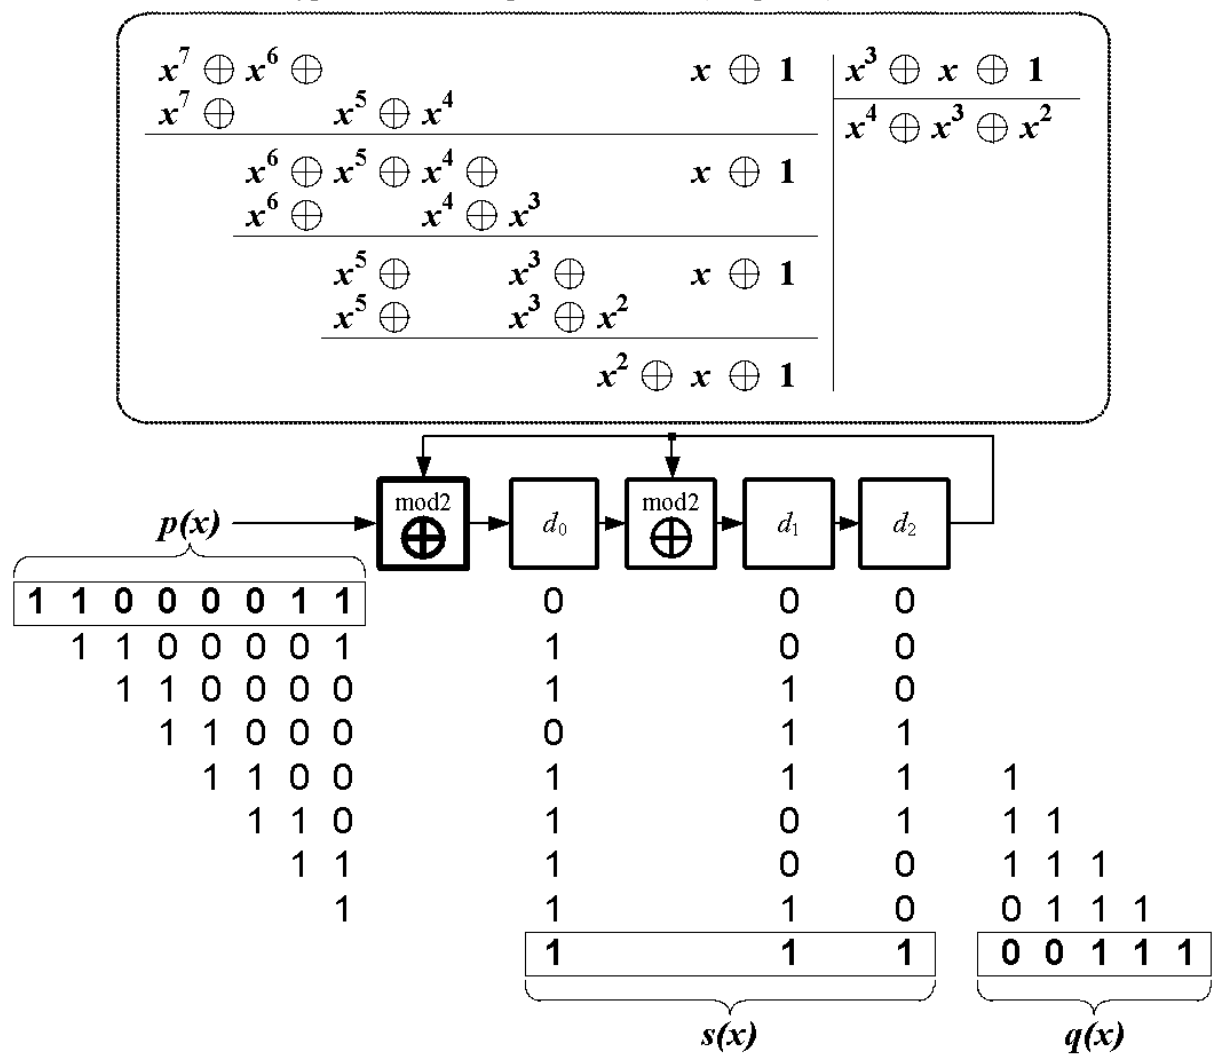 x⁷ ⊕ x⁶ ⊕ x ⊕ 1 x³ ⊕ x ⊕ 1
x⁷ ⊕ x⁵ ⊕ x⁴ x⁴ ⊕ x³ ⊕ x²
x⁶ ⊕ x⁵ ⊕ x⁴ ⊕ x ⊕ 1
x⁶ ⊕ x⁴ ⊕ x³
x⁵ ⊕ x³ ⊕ x ⊕ 1
x⁵ ⊕ x³ ⊕ x²
x² ⊕ x ⊕ 1
mod2 mod2
p(x) ⊕ d₀ ⊕ d₁ d₂
1 1 0 0 0 0 1 1 0 0 0
1 1 0 0 0 0 1 1 0 0
1 1 0 0 0 0 1 1 0
1 1 0 0 0 0 1 1
1 1 0 0 1 1 1 1
1 1 0 1 0 1 1 1
1 1 1 0 0 1 1 1
1 1 1 0 0 1 1 1
1 1 1 0 0 1 1 1
s(x) q(x)